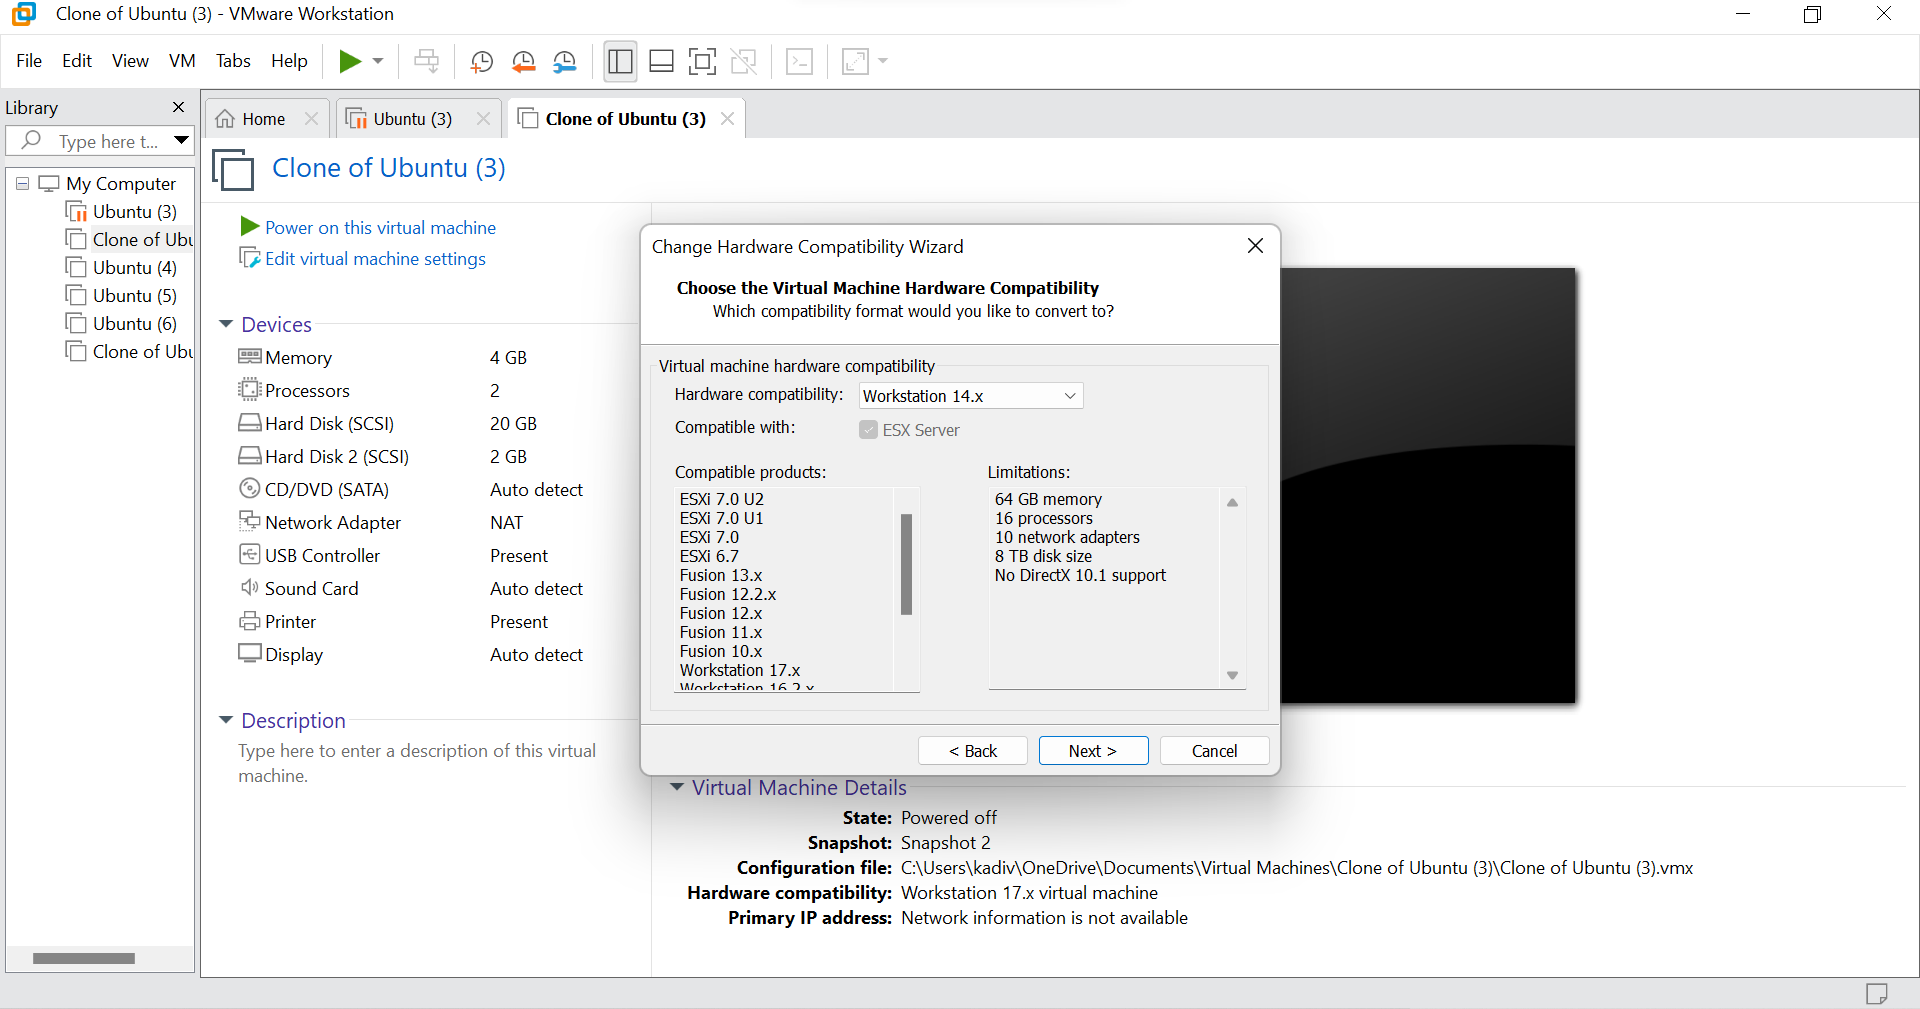 Clone of Ubuntu (3) - VMware Workstation
File Edit View VM Tabs Help
Library
Type here t...
My Computer
Ubuntu (3)
Clone of Ubu
Ubuntu (4)
Ubuntu (5)
Ubuntu (6)
Clone of Ubu
Home
Ubuntu (3)
Clone of Ubuntu (3)
Clone of Ubuntu (3)
Power on this virtual machine
Edit virtual machine settings
Devices
Memory 4 GB
Processors 2
Hard Disk (SCSI) 20 GB
Hard Disk 2 (SCSI) 2 GB
CD/DVD (SATA) Auto detect
Network Adapter NAT
USB Controller Present
Sound Card Auto detect
Printer Present
Display Auto detect
Description
Type here to enter a description of this virtual
machine.
Change Hardware Compatibility Wizard
Choose the Virtual Machine Hardware Compatibility
Which compatibility format would you like to convert to?
Virtual machine hardware compatibility
Hardware compatibility: Workstation 14.x
Compatible with: ESX Server
Compatible products:
ESXi 7.0 U2
ESXi 7.0 U1
ESXi 7.0
ESXi 6.7
Fusion 13.x
Fusion 12.2.x
Fusion 12.x
Fusion 11.x
Fusion 10.x
Workstation 17.x
Workstation 16.2.x
Limitations:
64 GB memory
16 processors
10 network adapters
8 TB disk size
No DirectX 10.1 support
< Back
Next >
Cancel
Virtual Machine Details
State: Powered off
Snapshot: Snapshot 2
Configuration file: C:\Users\kadiv\OneDrive\Documents\Virtual Machines\Clone of Ubuntu (3)\Clone of Ubuntu (3).vmx
Hardware compatibility: Workstation 17.x virtual machine
Primary IP address: Network information is not available